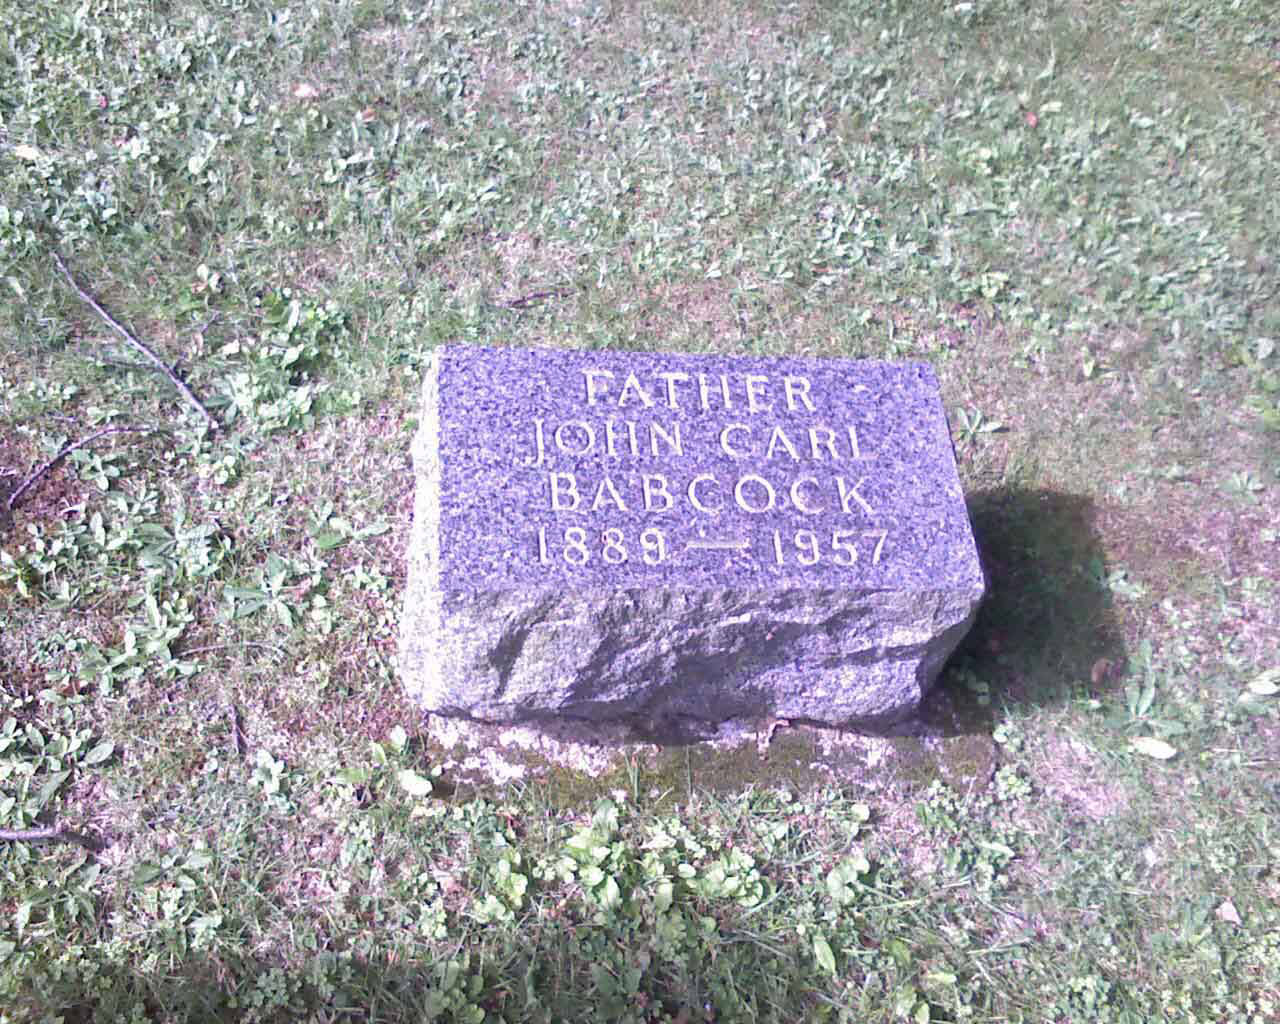 FATHER
JOHN CARL
BABCOCK
1889 — 1957